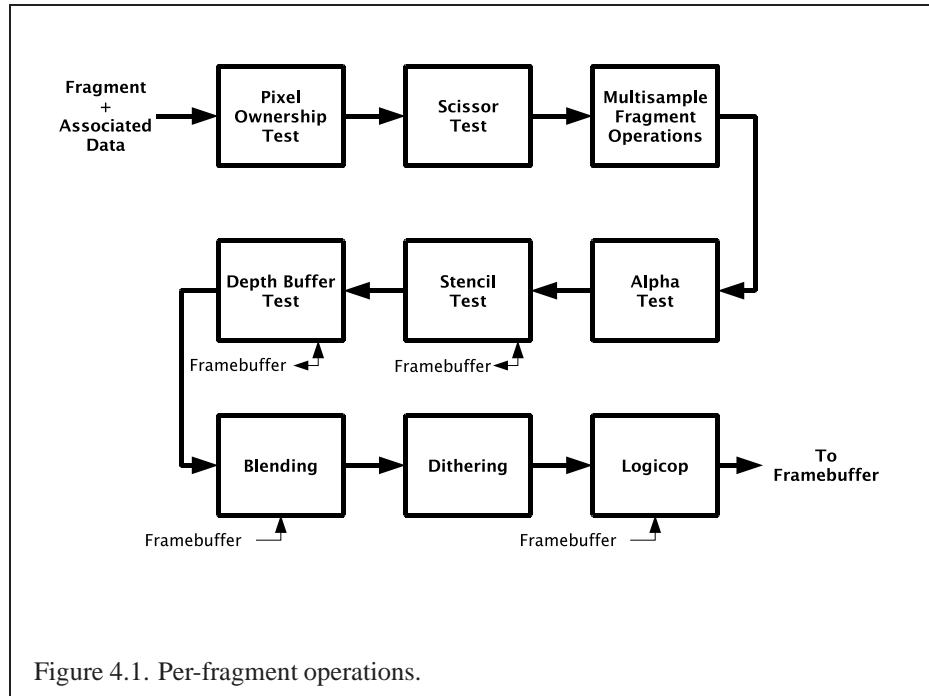 Fragment
+
Associated
Data
Pixel
Ownership
Test
Scissor
Test
Multisample
Fragment
Operations
Depth Buffer
Test
Stencil
Test
Alpha
Test
Framebuffer
Framebuffer
Blending
Dithering
Logicop
To
Framebuffer
Framebuffer
Framebuffer
Figure 4.1. Per-fragment operations.